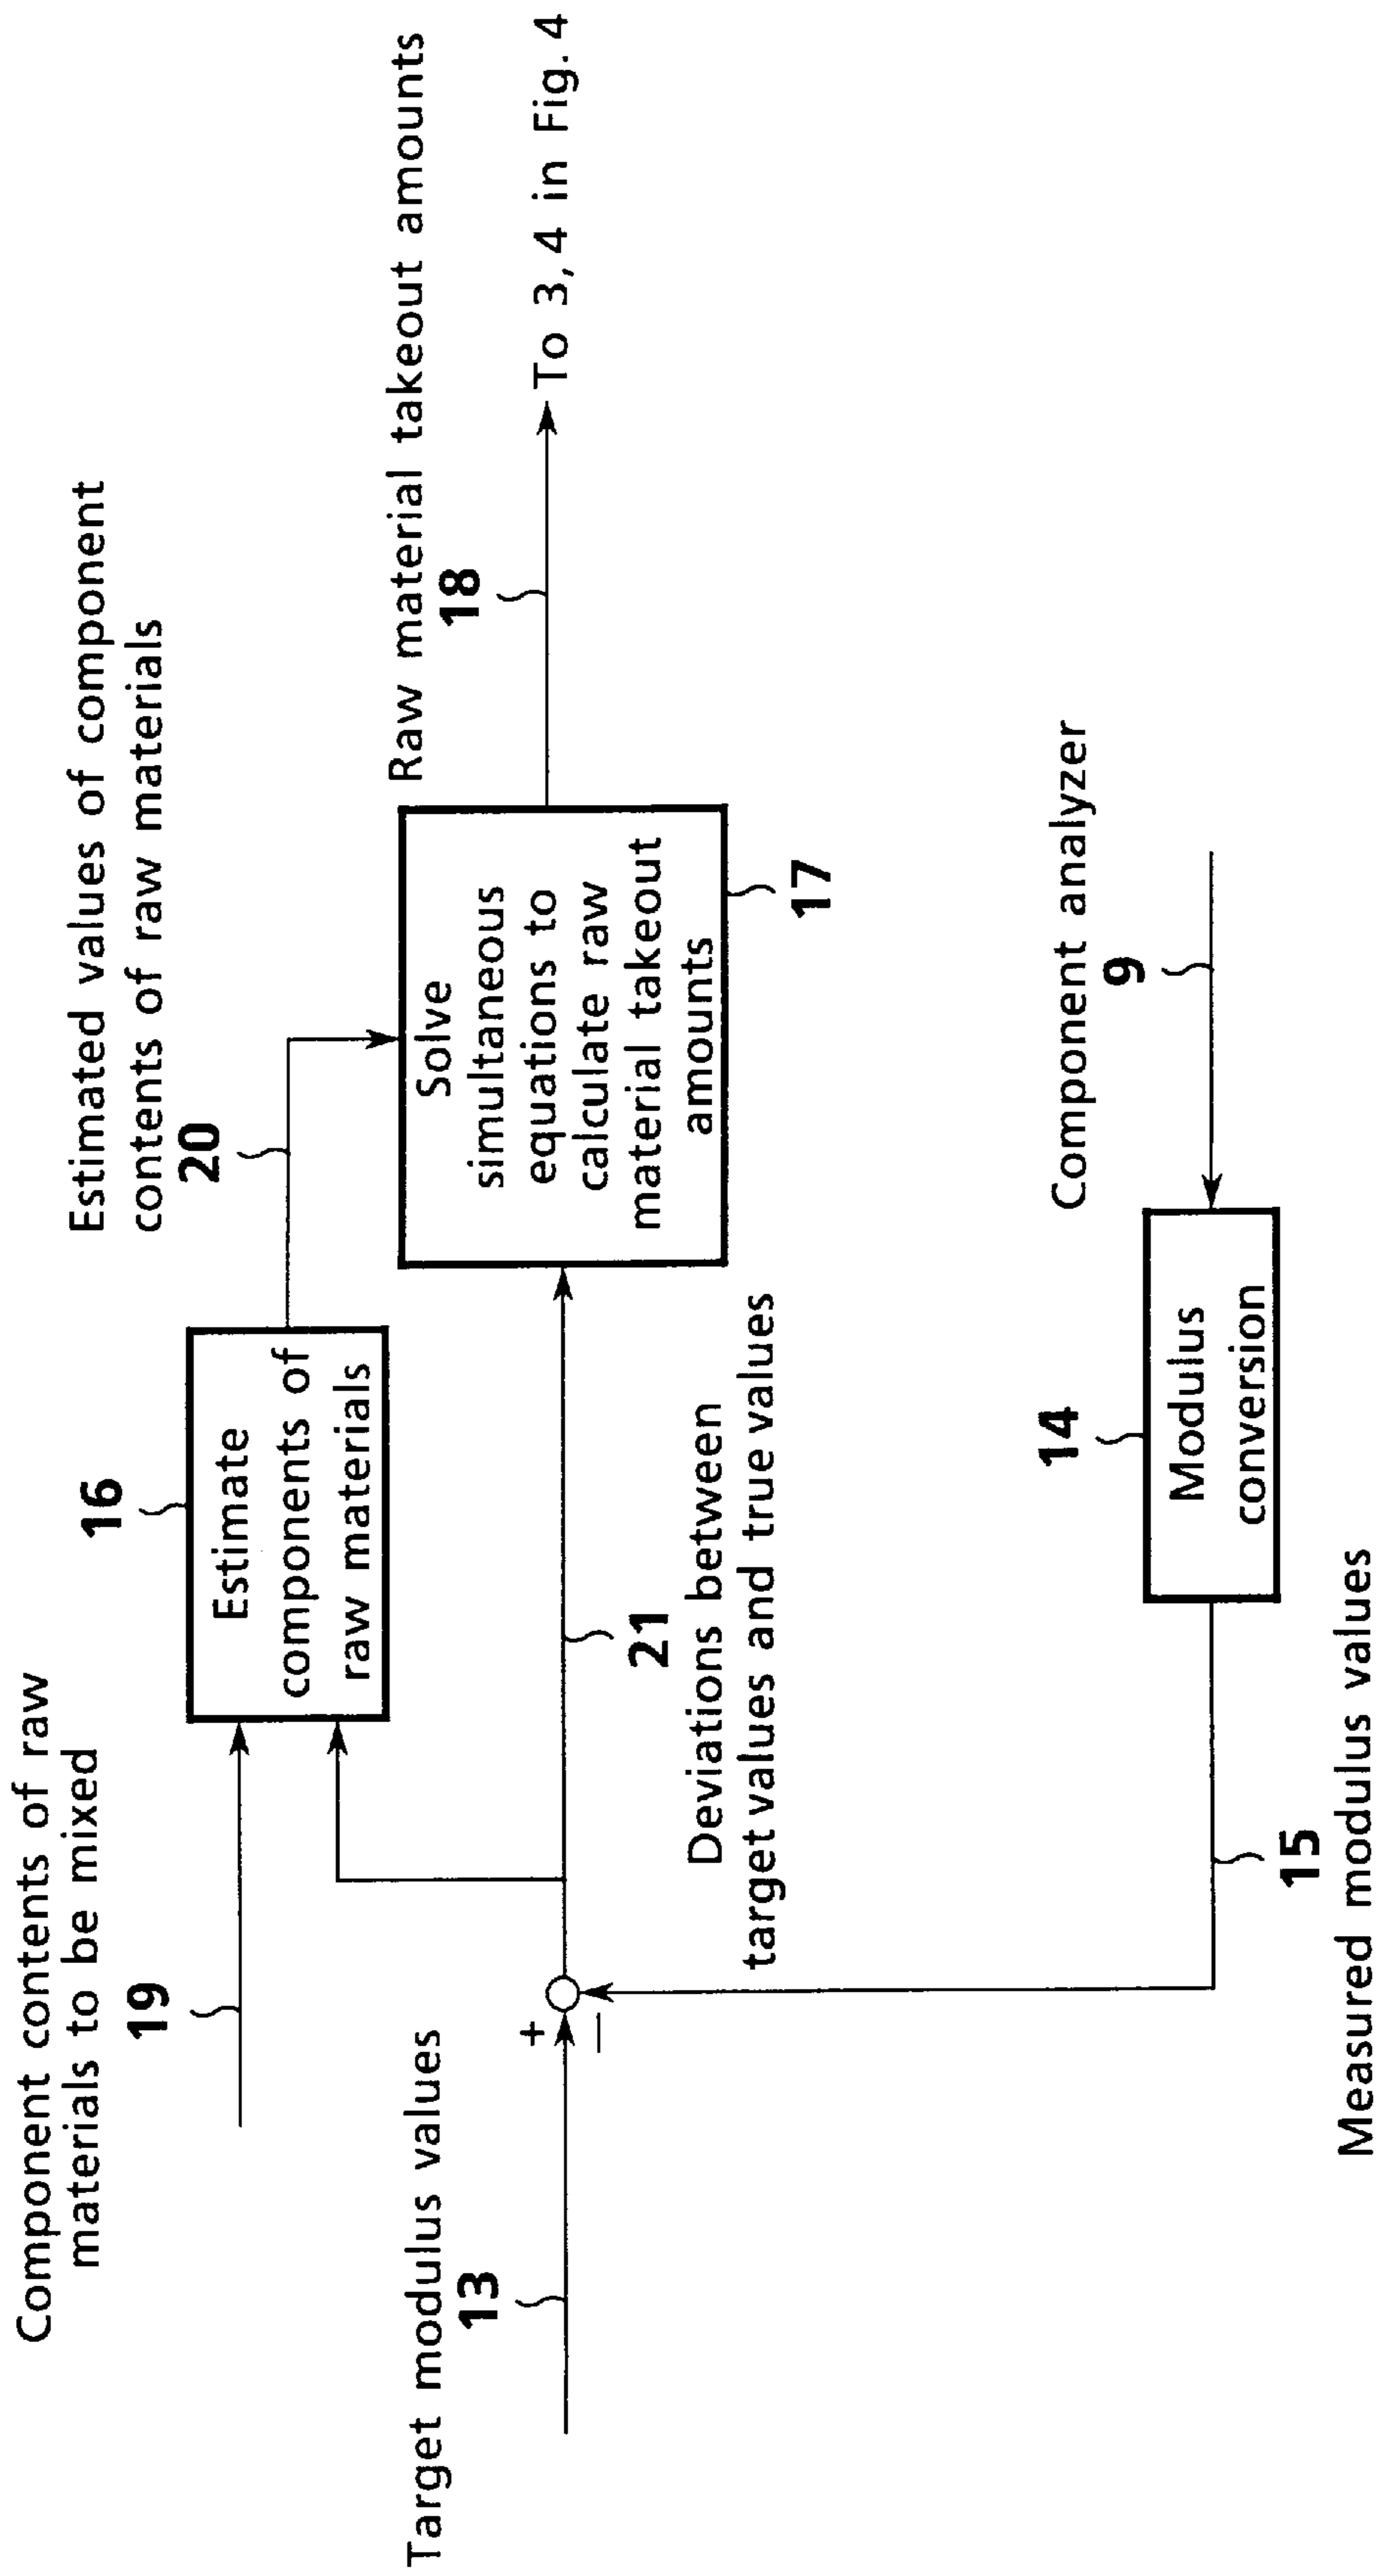 Component contents of raw
materials to be mixed
19
16
Estimate
components of
raw materials
Estimated values of component
contents of raw materials
20
Target modulus values
13
+
−
21
Deviations between
target values and true values
Solve
simultaneous
equations to
calculate raw
material takeout
amounts
17
Raw material takeout amounts
18
To 3, 4 in Fig. 4
Component analyzer
9
14
Modulus
conversion
15
Measured modulus values